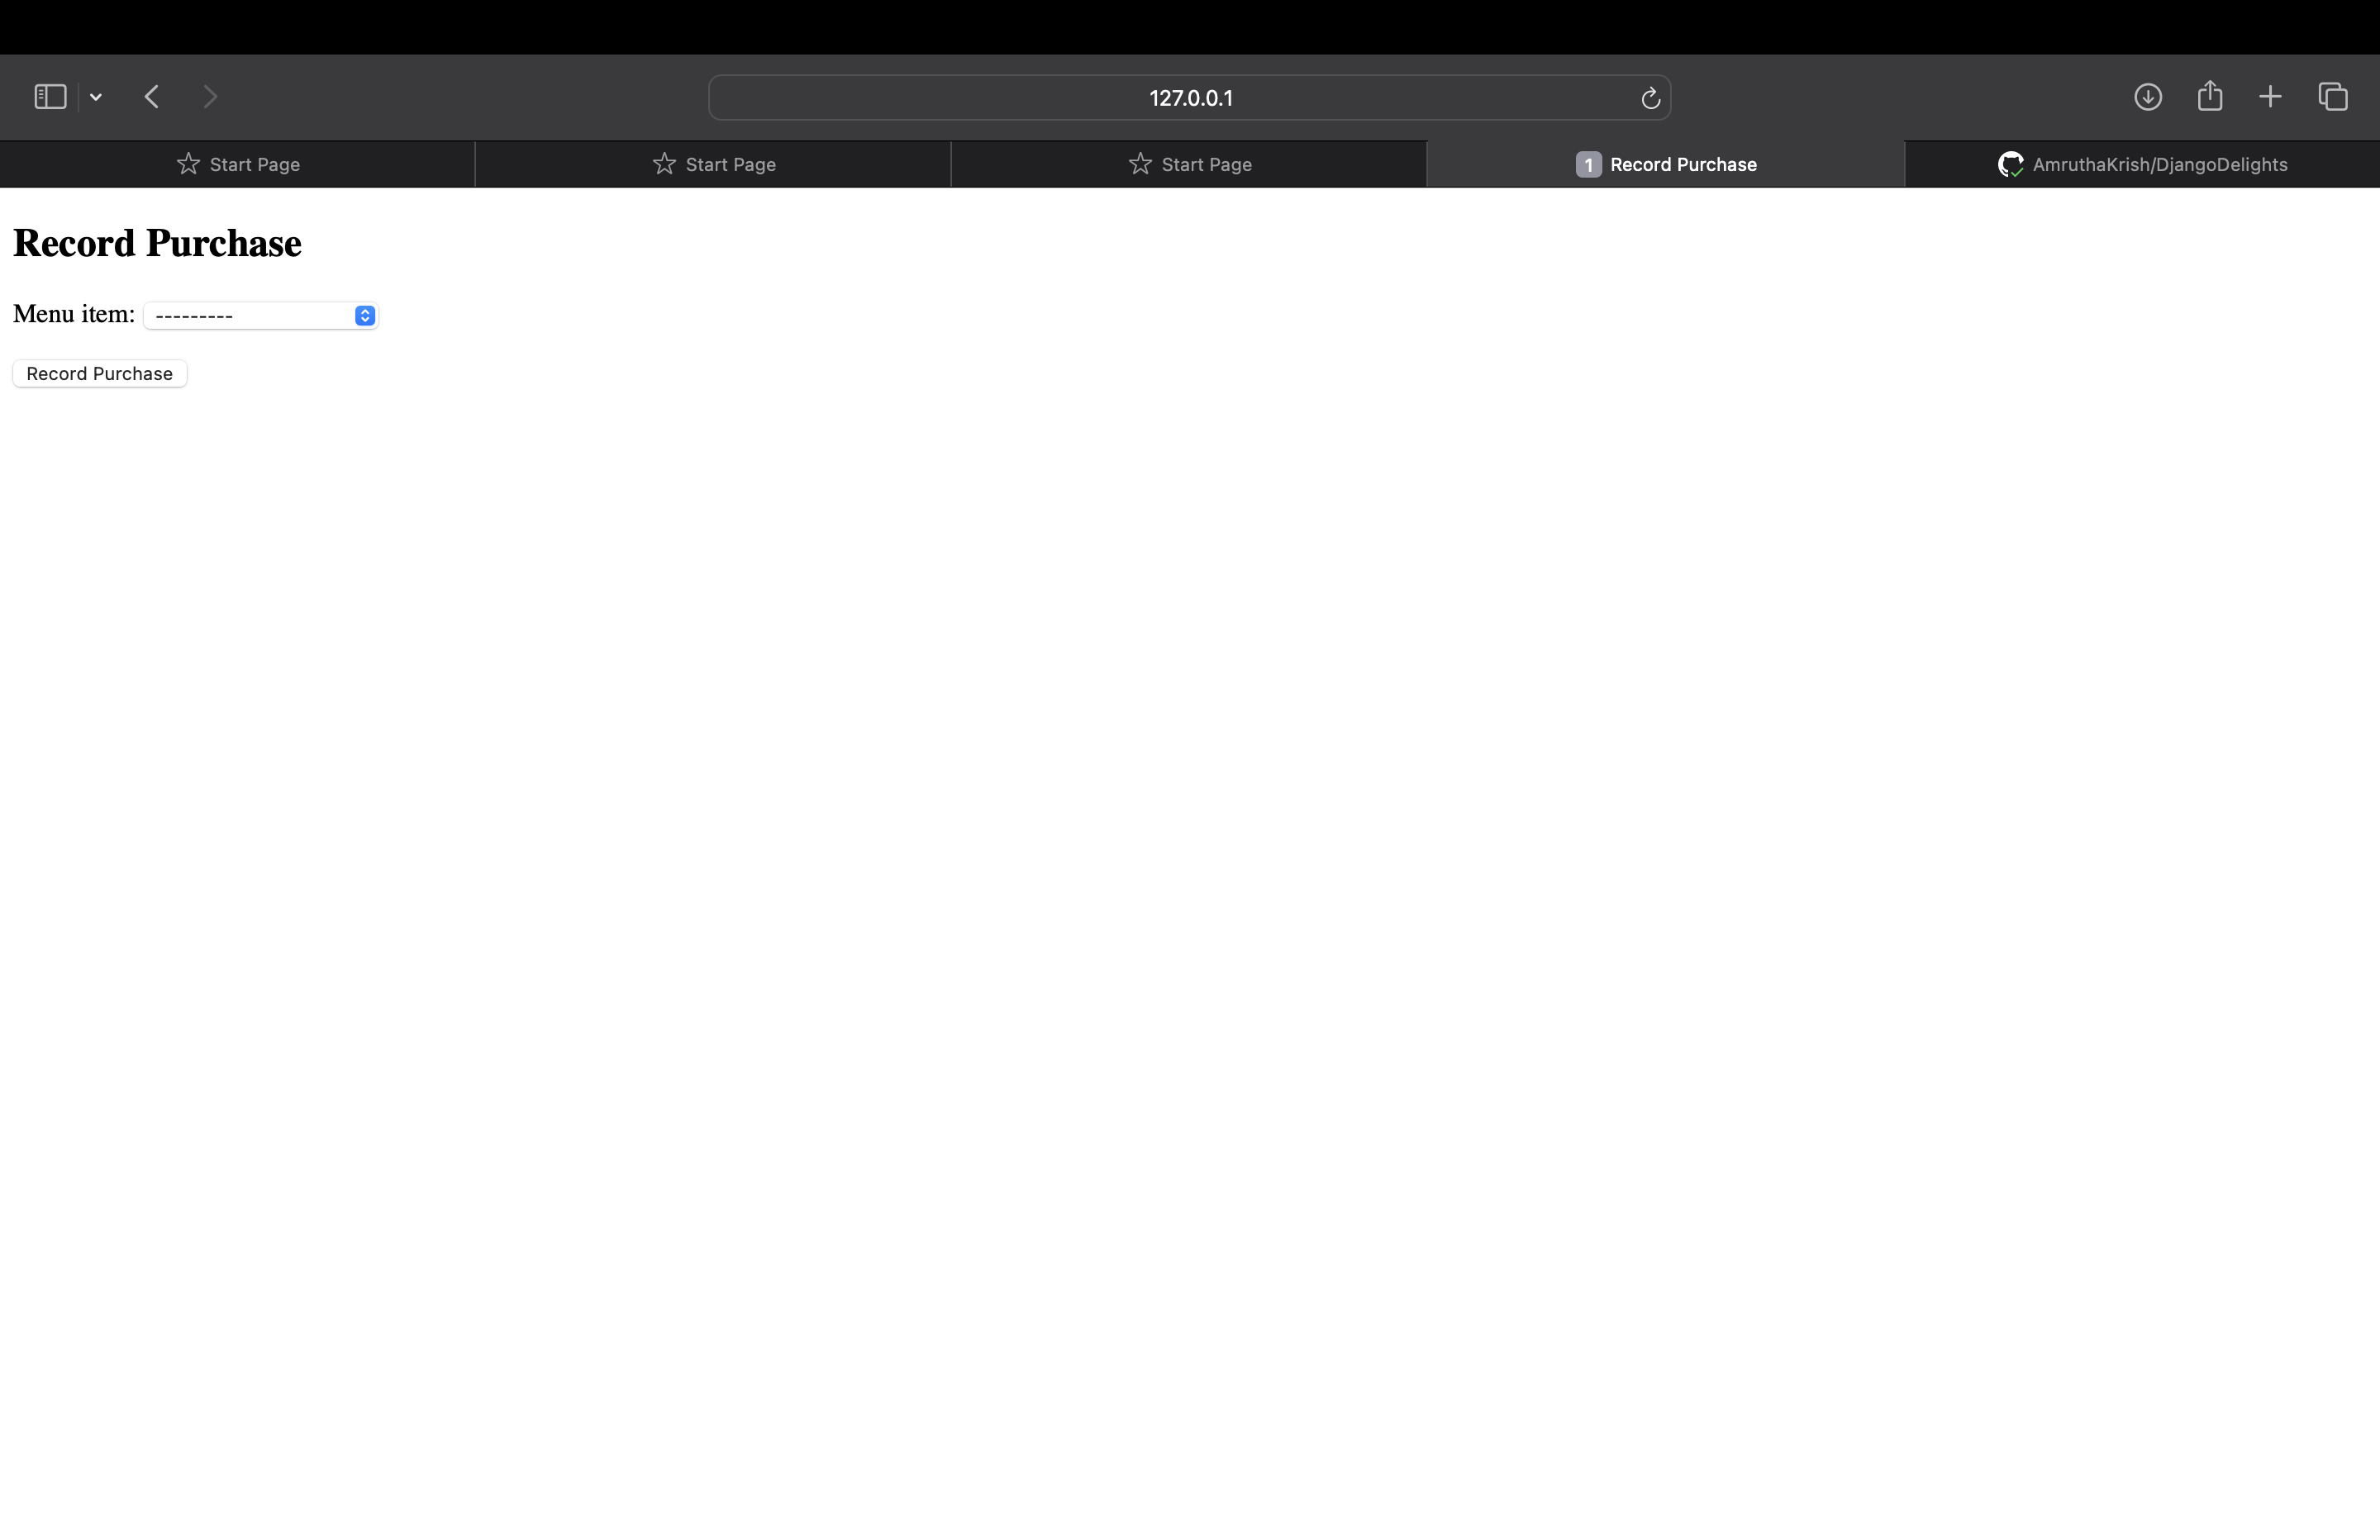 127.0.0.1
Start Page
Start Page
Start Page
1 Record Purchase
AmruthaKrish/DjangoDelights
Record Purchase
Menu item: ---------
Record Purchase